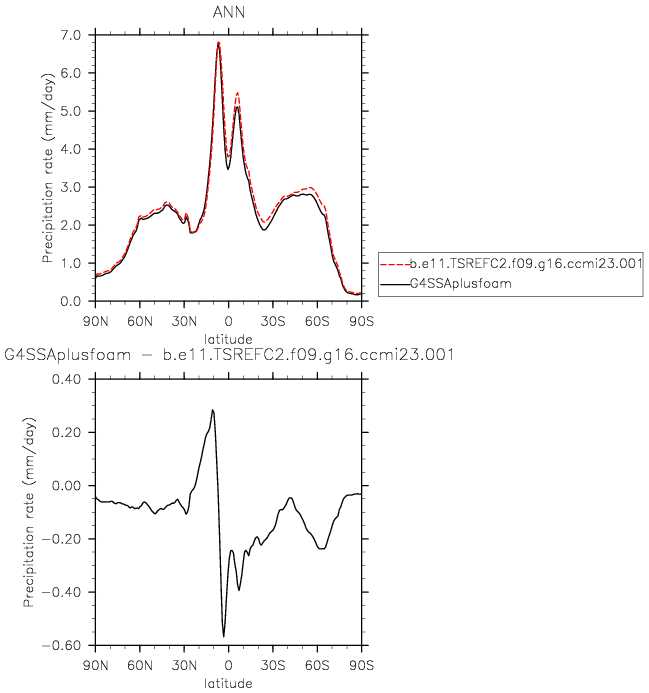 ANN
Precipitation rate (mm/day)
7.0
6.0
5.0
4.0
3.0
2.0
1.0
0.0
90N 60N 30N 0 30S 60S 90S
latitude
b.e11.TSREFC2.f09.g16.ccmi23.001
G4SSAplusfoam
G4SSAplusfoam − b.e11.TSREFC2.f09.g16.ccmi23.001
Precipitation rate (mm/day)
0.40
0.20
0.00
−0.20
−0.40
−0.60
90N 60N 30N 0 30S 60S 90S
latitude